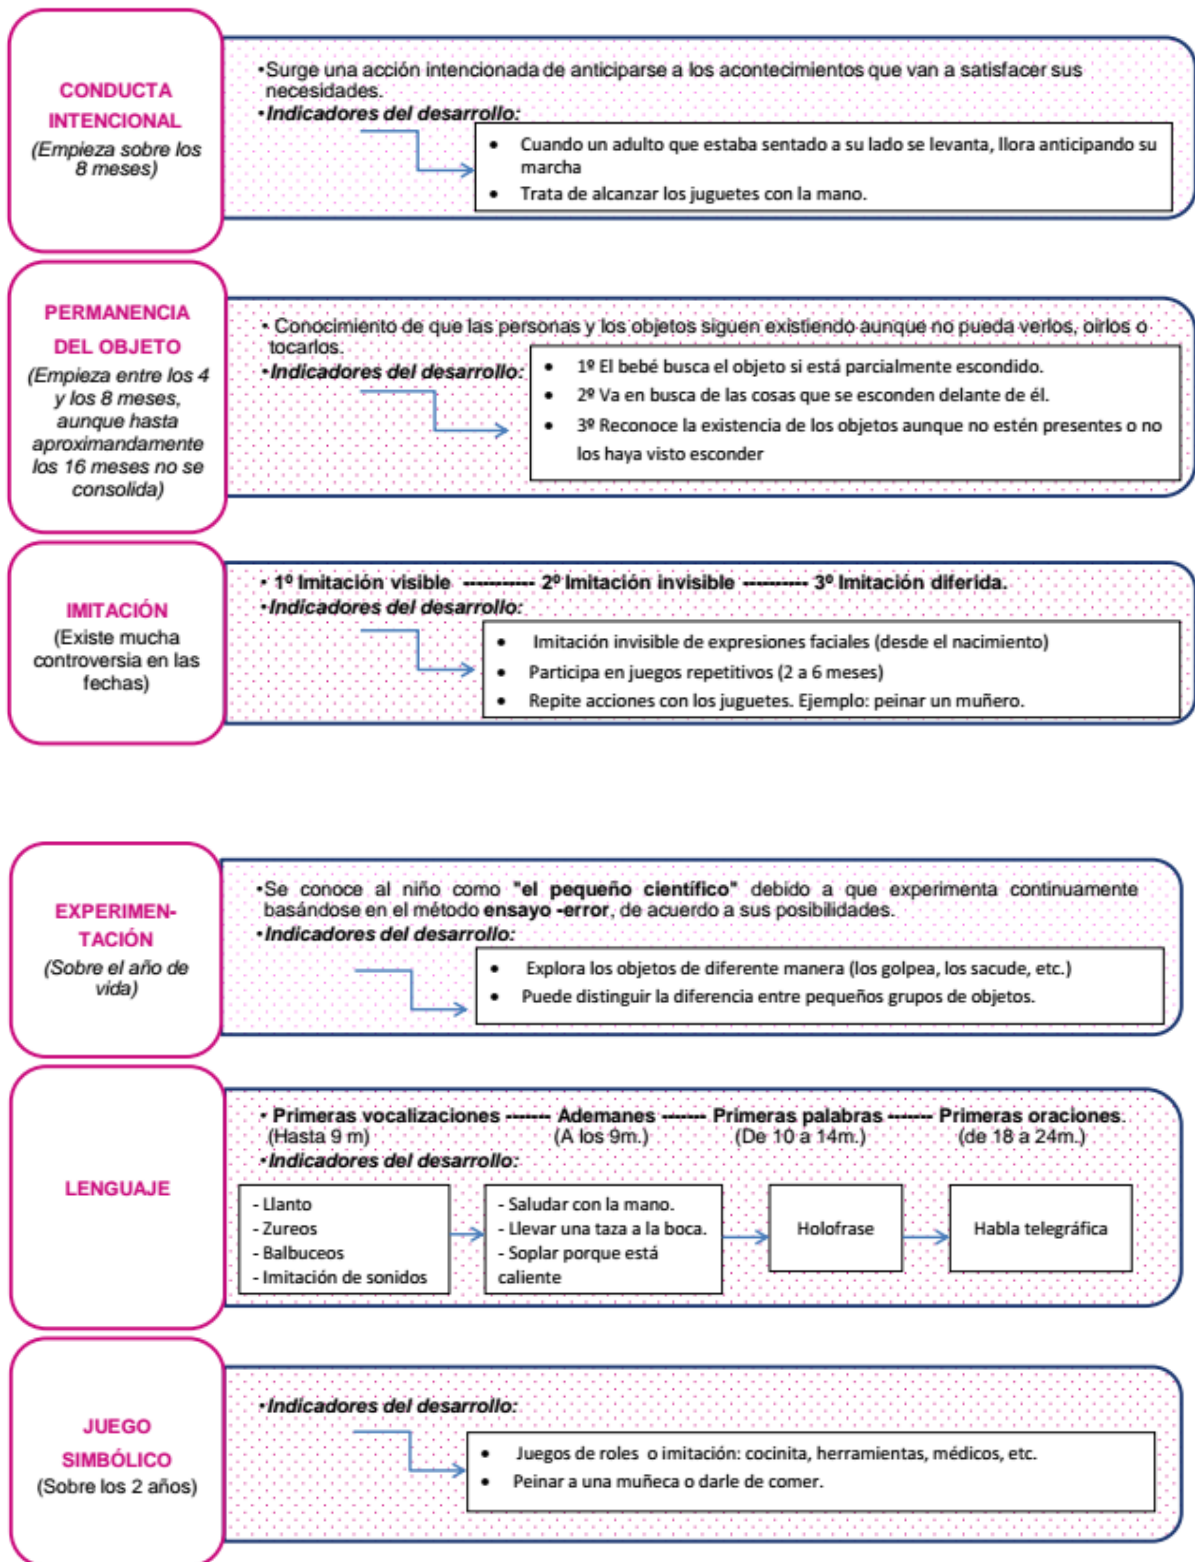 CONDUCTA
INTENCIONAL
(Empieza sobre los
8 meses)
•Surge una acción intencionada de anticiparse a los acontecimientos que van a satisfacer sus
necesidades.
•Indicadores del desarrollo:
• Cuando un adulto que estaba sentado a su lado se levanta, llora anticipando su
marcha
• Trata de alcanzar los juguetes con la mano.
PERMANENCIA
DEL OBJETO
(Empieza entre los 4
y los 8 meses,
aunque hasta
aproximandamente
los 16 meses no se
consolida)
• Conocimiento de que las personas y los objetos siguen existiendo aunque no pueda verlos, oirlos o
tocarlos.
•Indicadores del desarrollo:
• 1º El bebé busca el objeto si está parcialmente escondido.
• 2º Va en busca de las cosas que se esconden delante de él.
• 3º Reconoce la existencia de los objetos aunque no estén presentes o no
los haya visto esconder
IMITACIÓN
(Existe mucha
controversia en las
fechas)
• 1º Imitación visible ----------- 2º Imitación invisible ---------- 3º Imitación diferida.
•Indicadores del desarrollo:
• Imitación invisible de expresiones faciales (desde el nacimiento)
• Participa en juegos repetitivos (2 a 6 meses)
• Repite acciones con los juguetes. Ejemplo: peinar un muñero.
EXPERIMEN-
TACIÓN
(Sobre el año de
vida)
•Se conoce al niño como "el pequeño científico" debido a que experimenta continuamente
basándose en el método ensayo -error, de acuerdo a sus posibilidades.
•Indicadores del desarrollo:
• Explora los objetos de diferente manera (los golpea, los sacude, etc.)
• Puede distinguir la diferencia entre pequeños grupos de objetos.
LENGUAJE
• Primeras vocalizaciones ------- Ademanes ------- Primeras palabras ------- Primeras oraciones.
(Hasta 9 m) (A los 9m.) (De 10 a 14m.) (de 18 a 24m.)
•Indicadores del desarrollo:
- Llanto
- Zureos
- Balbuceos
- Imitación de sonidos
- Saludar con la mano.
- Llevar una taza a la boca.
- Soplar porque está
caliente
Holofrase
Habla telegráfica
JUEGO
SIMBÓLICO
(Sobre los 2 años)
•Indicadores del desarrollo:
• Juegos de roles o imitación: cocinita, herramientas, médicos, etc.
• Peinar a una muñeca o darle de comer.